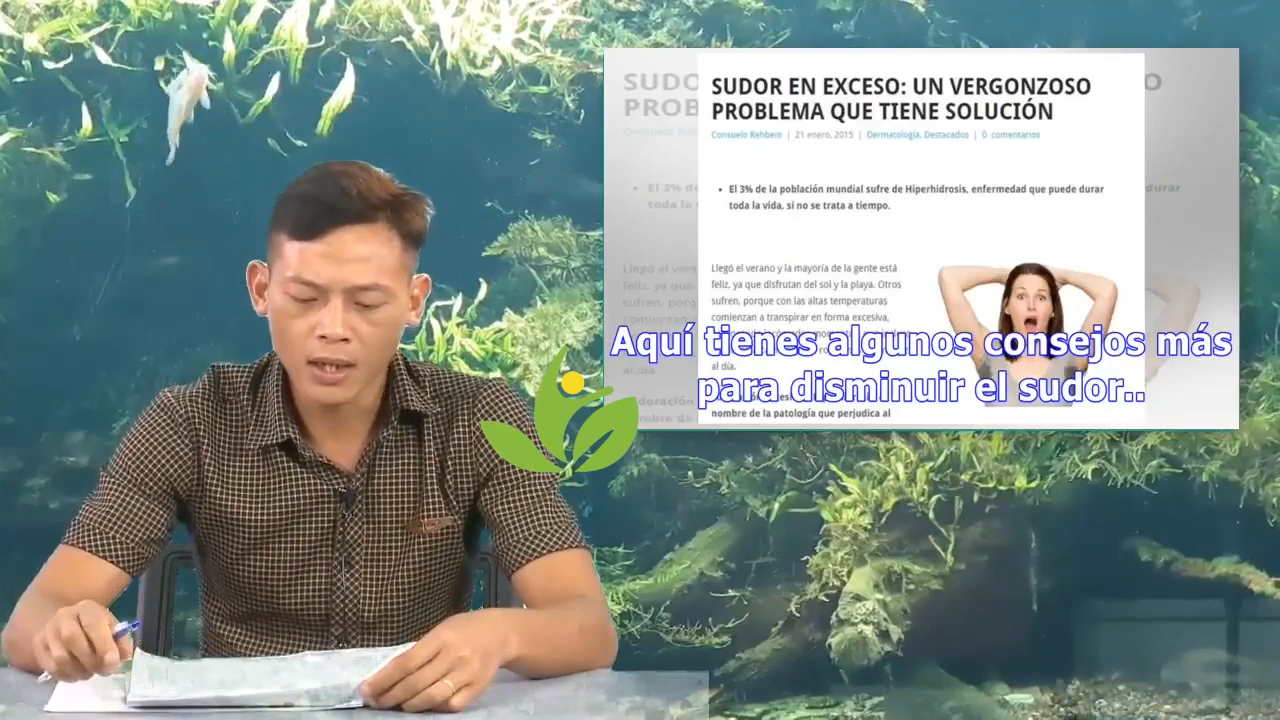 SUDOR EN EXCESO: UN VERGONZOSO
PROBLEMA QUE TIENE SOLUCIÓN
Consuelo Rehbein | 21 enero, 2015 | Dermatología, Destacados | 0 comentarios
• El 3% de la población mundial sufre de Hiperhidrosis, enfermedad que puede durar
toda la vida, si no se trata a tiempo.
Llegó el verano y la mayoría de la gente está
feliz, ya que disfrutan del sol y la playa. Otros
sufren, porque con las altas temperaturas
comienzan a transpirar en forma excesiva,
Aquí tienes algunos consejos más
al día.
para disminuir el sudor..
nombre de la patología que perjudica al